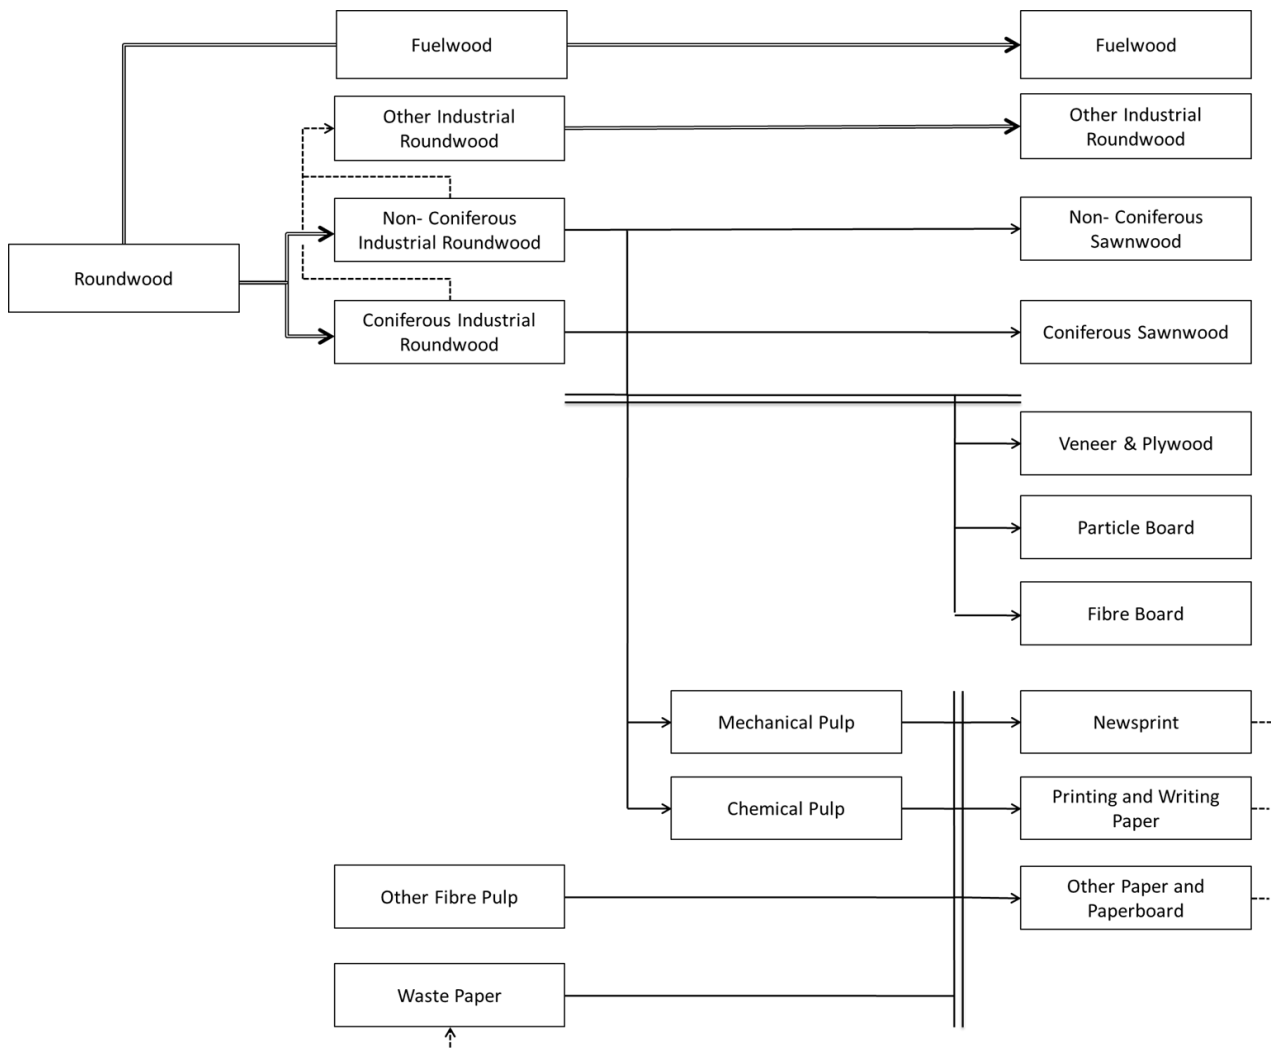 Fuelwood
Fuelwood
Other Industrial
Roundwood
Other Industrial
Roundwood
Non- Coniferous
Industrial Roundwood
Non- Coniferous
Sawnwood
Roundwood
Coniferous Industrial
Roundwood
Coniferous Sawnwood
Veneer & Plywood
Particle Board
Fibre Board
Mechanical Pulp
Newsprint
Chemical Pulp
Printing and Writing
Paper
Other Fibre Pulp
Other Paper and
Paperboard
Waste Paper